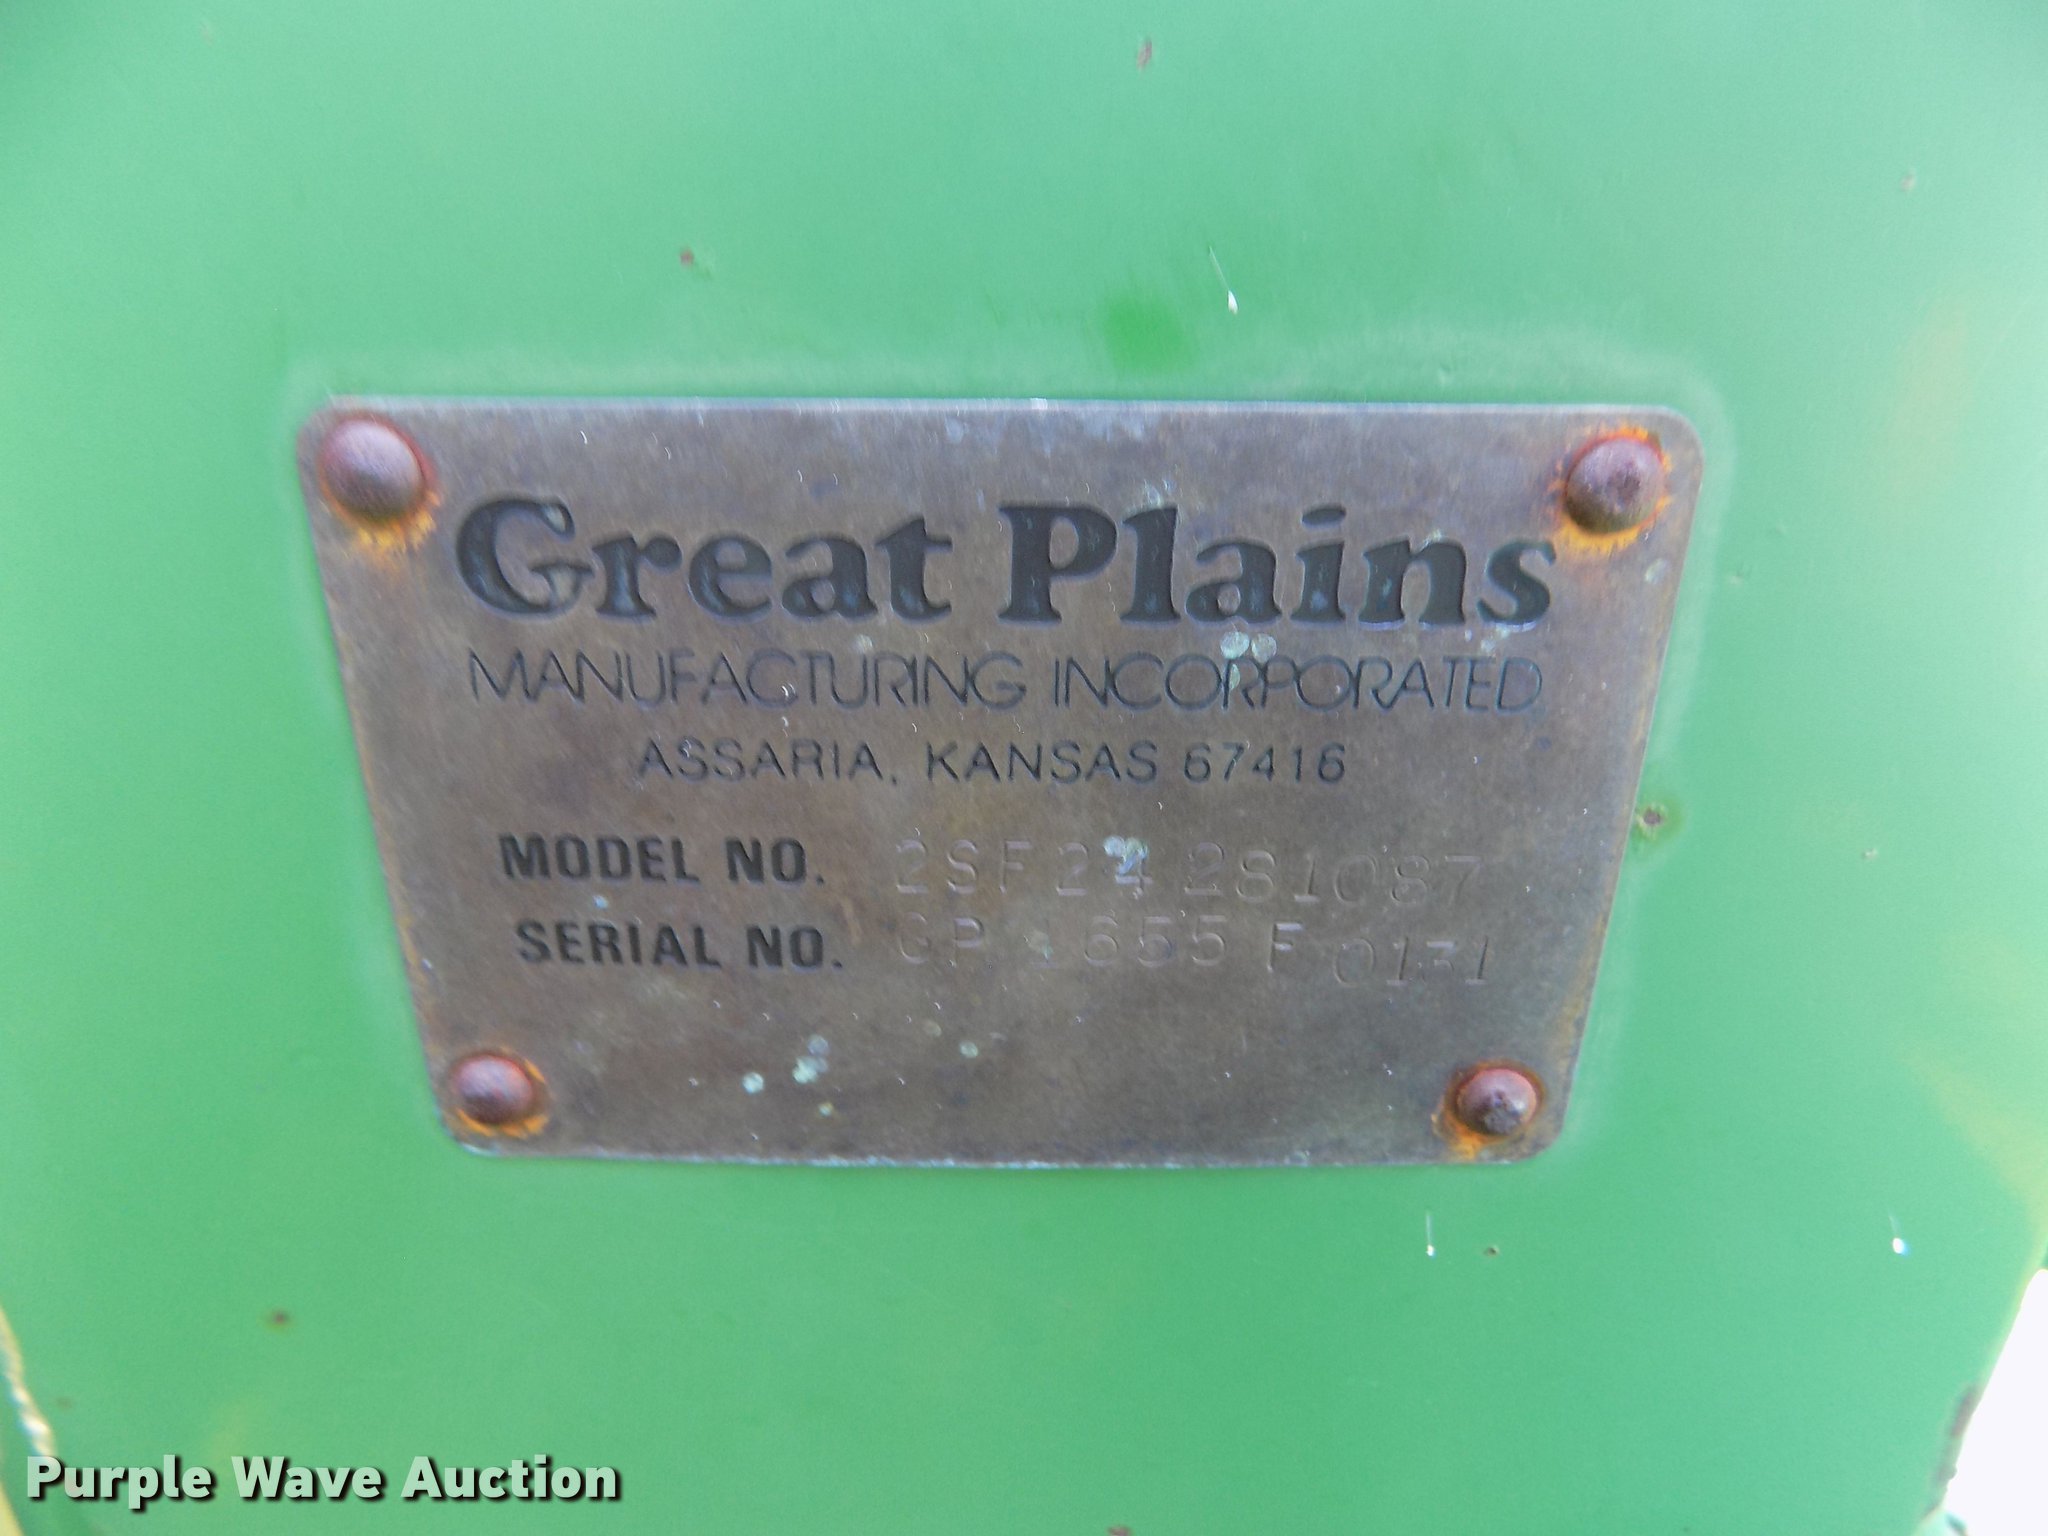 Great Plains
MANUFACTURING INCORPORATED
ASSARIA, KANSAS 67416
MODEL NO. 2SF24 281087
SERIAL NO. GP 1655 F 0131
Purple Wave Auction